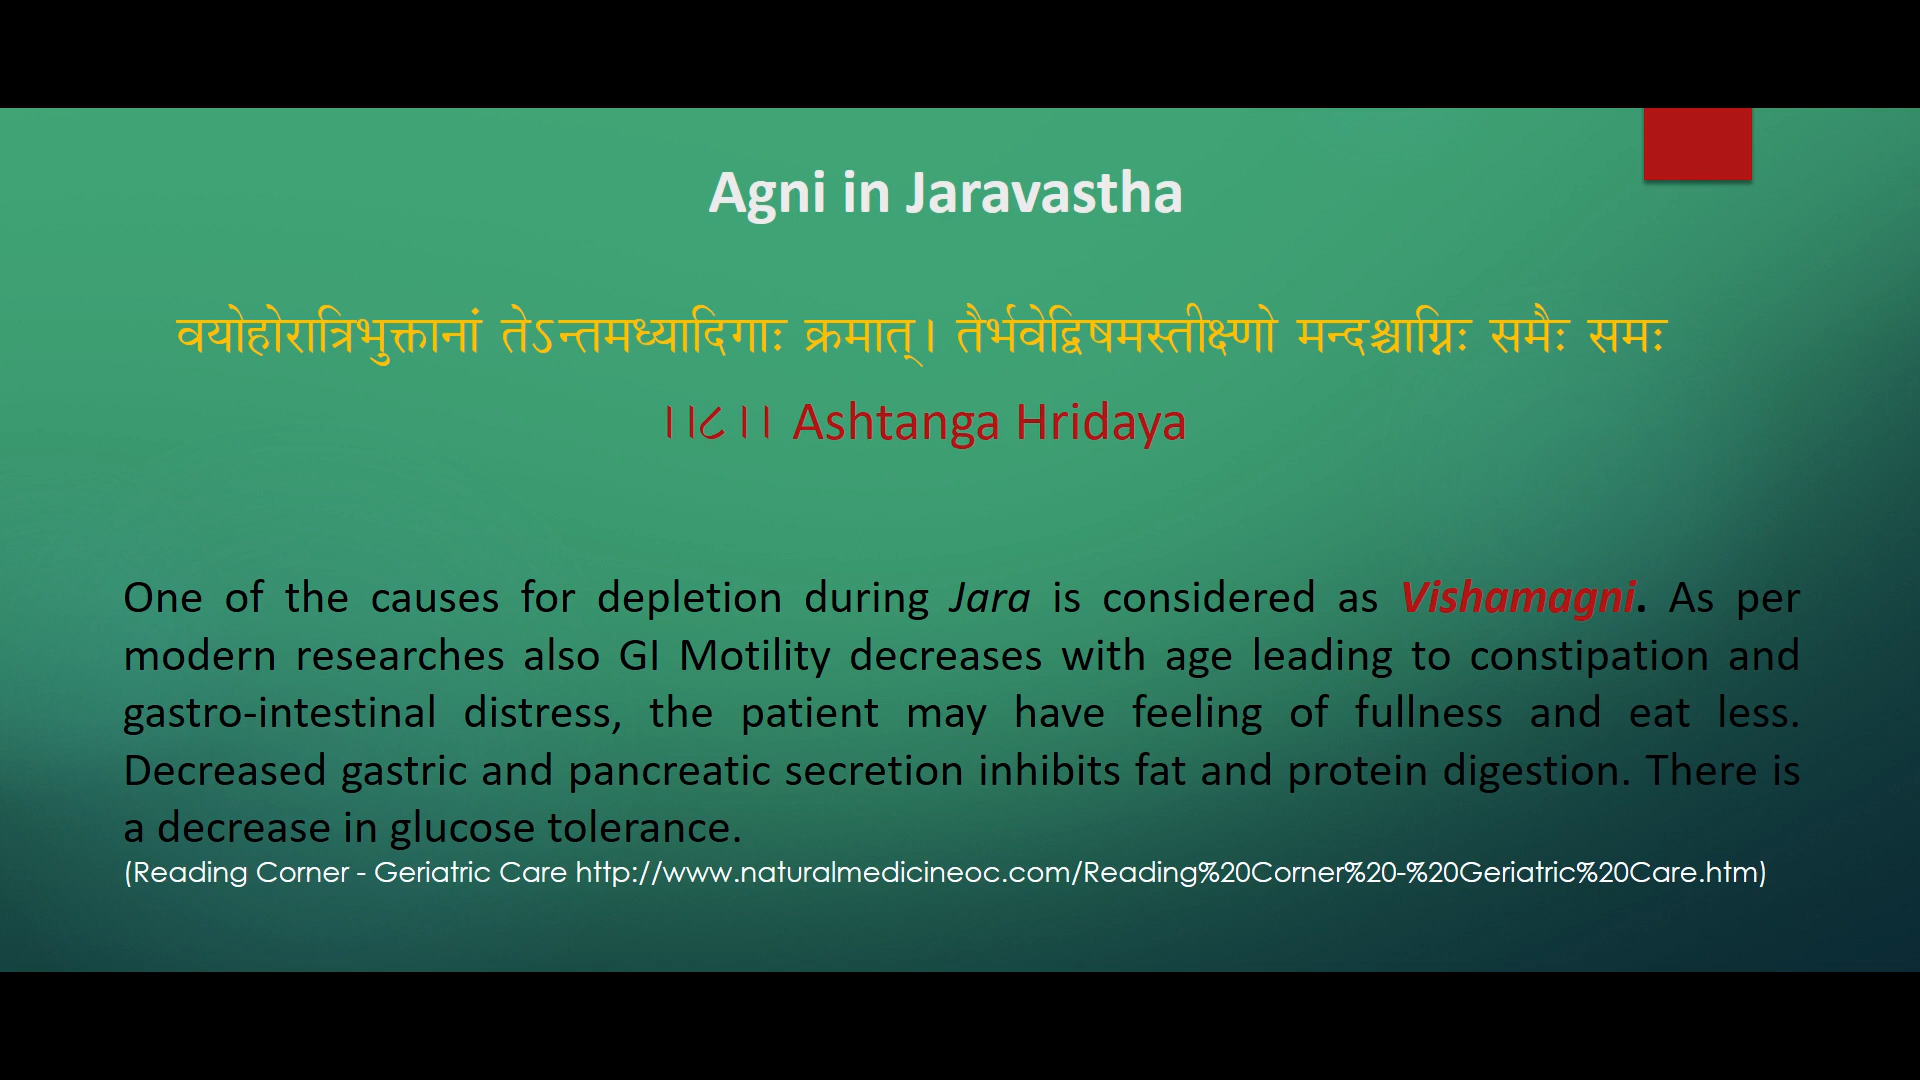 Agni in Jaravastha
वयोहोरात्रिभुक्तानां तेऽन्तमध्यादिगाः क्रमात्। तैर्भवेद्विषमस्तीक्ष्णो मन्दश्चाग्निः समैः समः
।।८।। Ashtanga Hridaya
One of the causes for depletion during Jara is considered as Vishamagni. As per
modern researches also GI Motility decreases with age leading to constipation and
gastro-intestinal distress, the patient may have feeling of fullness and eat less.
Decreased gastric and pancreatic secretion inhibits fat and protein digestion. There is
a decrease in glucose tolerance.
(Reading Corner - Geriatric Care http://www.naturalmedicineoc.com/Reading%20Corner%20-%20Geriatric%20Care.htm)